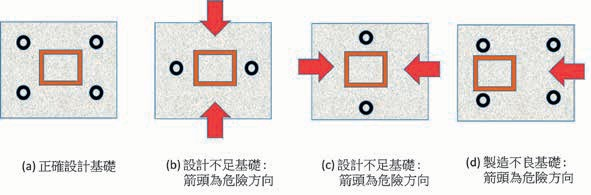 (a) 正確設計基礎
(b) 設計不足基礎：
箭頭為危險方向
(c) 設計不足基礎：
箭頭為危險方向
(d) 製造不良基礎：
箭頭為危險方向